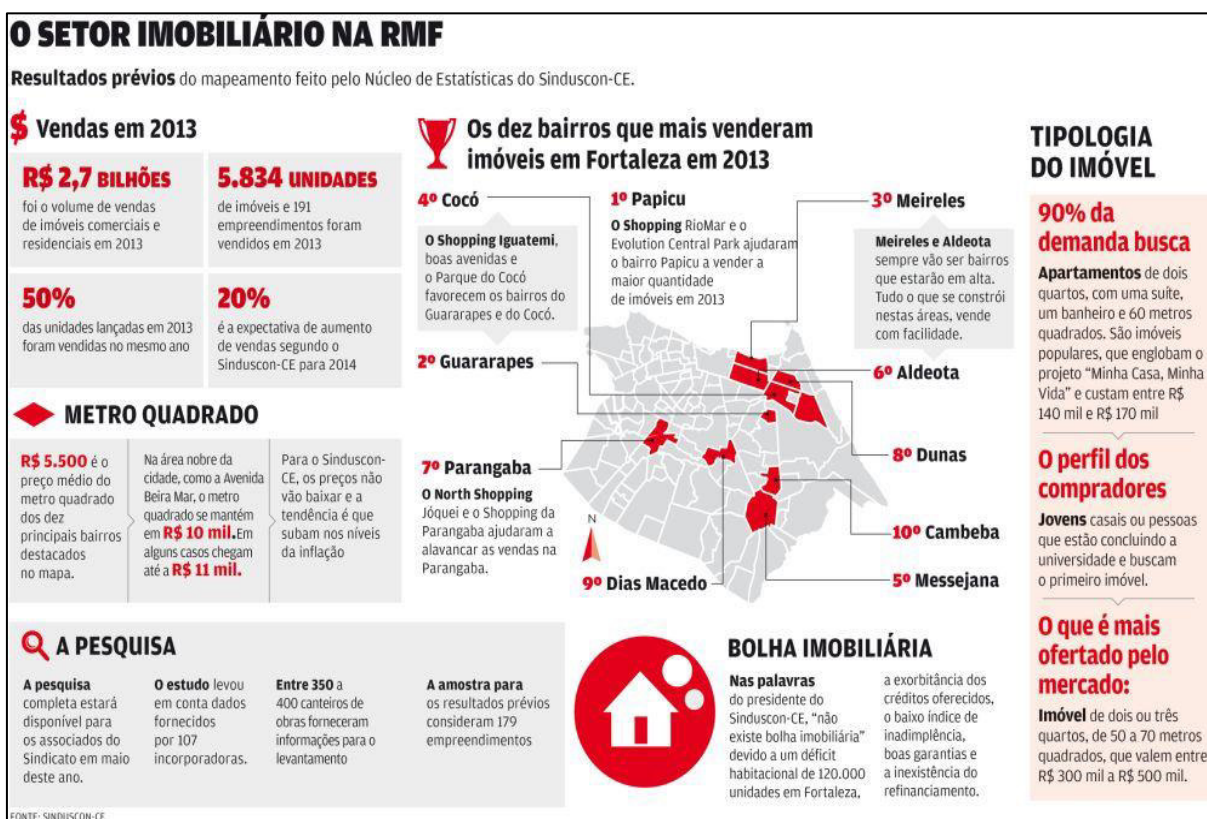 O SETOR IMOBILIÁRIO NA RMF
Resultados prévios do mapeamento feito pelo Núcleo de Estatísticas do Sinduscon-CE.
$ Vendas em 2013
R$ 2,7 BILHÕES
foi o volume de vendas
de imóveis comerciais e
residenciais em 2013
5.834 UNIDADES
de imóveis e 191
empreendimentos foram
vendidos em 2013
50%
das unidades lançadas em 2013
foram vendidas no mesmo ano
20%
é a expectativa de aumento
de vendas segundo o
Sinduscon-CE para 2014
METRO QUADRADO
R$ 5.500 é o
preço médio do
metro quadrado
dos dez
principais bairros
destacados
no mapa.
Na área nobre da
cidade, como a Avenida
Beira Mar, o metro
quadrado se mantém
em R$ 10 mil.Em
alguns casos chegam
até a R$ 11 mil.
Para o Sinduscon-
CE, os preços não
vão baixar e a
tendência é que
subam nos níveis
da inflação
Os dez bairros que mais venderam
imóveis em Fortaleza em 2013
4º Cocó
O Shopping Iguatemi,
boas avenidas e
o Parque do Cocó
favorecem os bairros do
Guararapes e do Cocó.
1º Papicu
O Shopping RioMar e o
Evolution Central Park ajudaram
o bairro Papicu a vender a
maior quantidade
de imóveis em 2013
3º Meireles
Meireles e Aldeota
sempre vão ser bairros
que estarão em alta.
Tudo o que se constrói
nestas áreas, vende
com facilidade.
2º Guararapes
6º Aldeota
7º Parangaba
O North Shopping
Jóquei e o Shopping da
Parangaba ajudaram a
alavancar as vendas na
Parangaba.
8º Dunas
N
10º Cambeba
9º Dias Macedo
5º Messejana
TIPOLOGIA
DO IMÓVEL
90% da
demanda busca
Apartamentos de dois
quartos, com uma suíte,
um banheiro e 60 metros
quadrados. São imóveis
populares, que englobam o
projeto "Minha Casa, Minha
Vida" e custam entre R$
140 mil e R$ 170 mil
O perfil dos
compradores
Jovens casais ou pessoas
que estão concluindo a
universidade e buscam
o primeiro imóvel.
O que é mais
ofertado pelo
mercado:
Imóvel de dois ou três
quartos, de 50 a 70 metros
quadrados, que valem entre
R$ 300 mil a R$ 500 mil.
A PESQUISA
A pesquisa
completa estará
disponível para
os associados do
Sindicato em maio
deste ano.
O estudo levou
em conta dados
fornecidos
por 107
incorporadoras.
Entre 350 a
400 canteiros de
obras forneceram
informações para o
levantamento
A amostra para
os resultados prévios
consideram 179
empreendimentos
BOLHA IMOBILIÁRIA
Nas palavras
do presidente do
Sinduscon-CE, "não
existe bolha imobiliária"
devido a um déficit
habitacional de 120.000
unidades em Fortaleza,
a exorbitância dos
créditos oferecidos,
o baixo índice de
inadimplência,
boas garantias e
a inexistência do
refinanciamento.
FONTE: SINDUSCON-CE